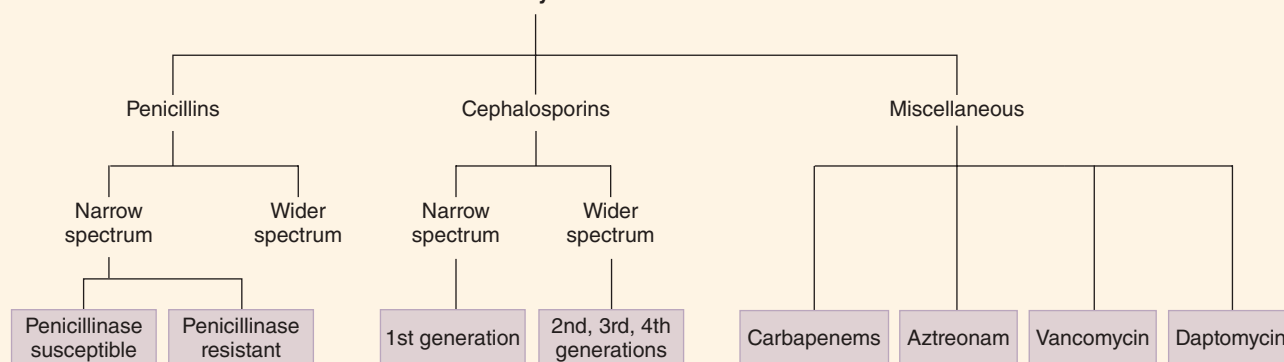 Penicillins
Cephalosporins
Miscellaneous
Narrow
spectrum
Wider
spectrum
Narrow
spectrum
Wider
spectrum
Penicillinase
susceptible
Penicillinase
resistant
1st generation
2nd, 3rd, 4th
generations
Carbapenems
Aztreonam
Vancomycin
Daptomycin